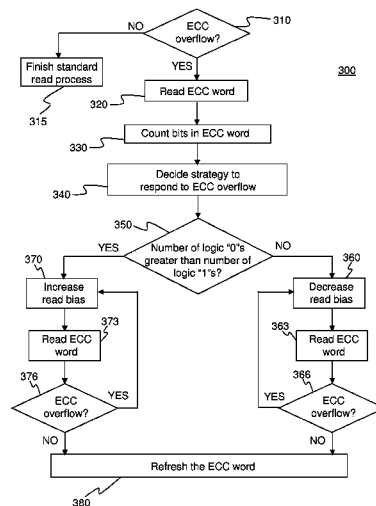 310
NO
ECC
overflow?
Finish standard
read process
YES
300
315
Read ECC word
320
Count bits in ECC word
330
Decide strategy to
respond to ECC overflow
340
350
YES
Number of logic "0"s
greater than number of
logic "1"s?
NO
370
360
Increase
read bias
Decrease
read bias
373
Read ECC
word
363
Read ECC
word
376
ECC
overflow?
YES
366
YES
ECC
overflow?
NO
NO
Refresh the ECC word
380